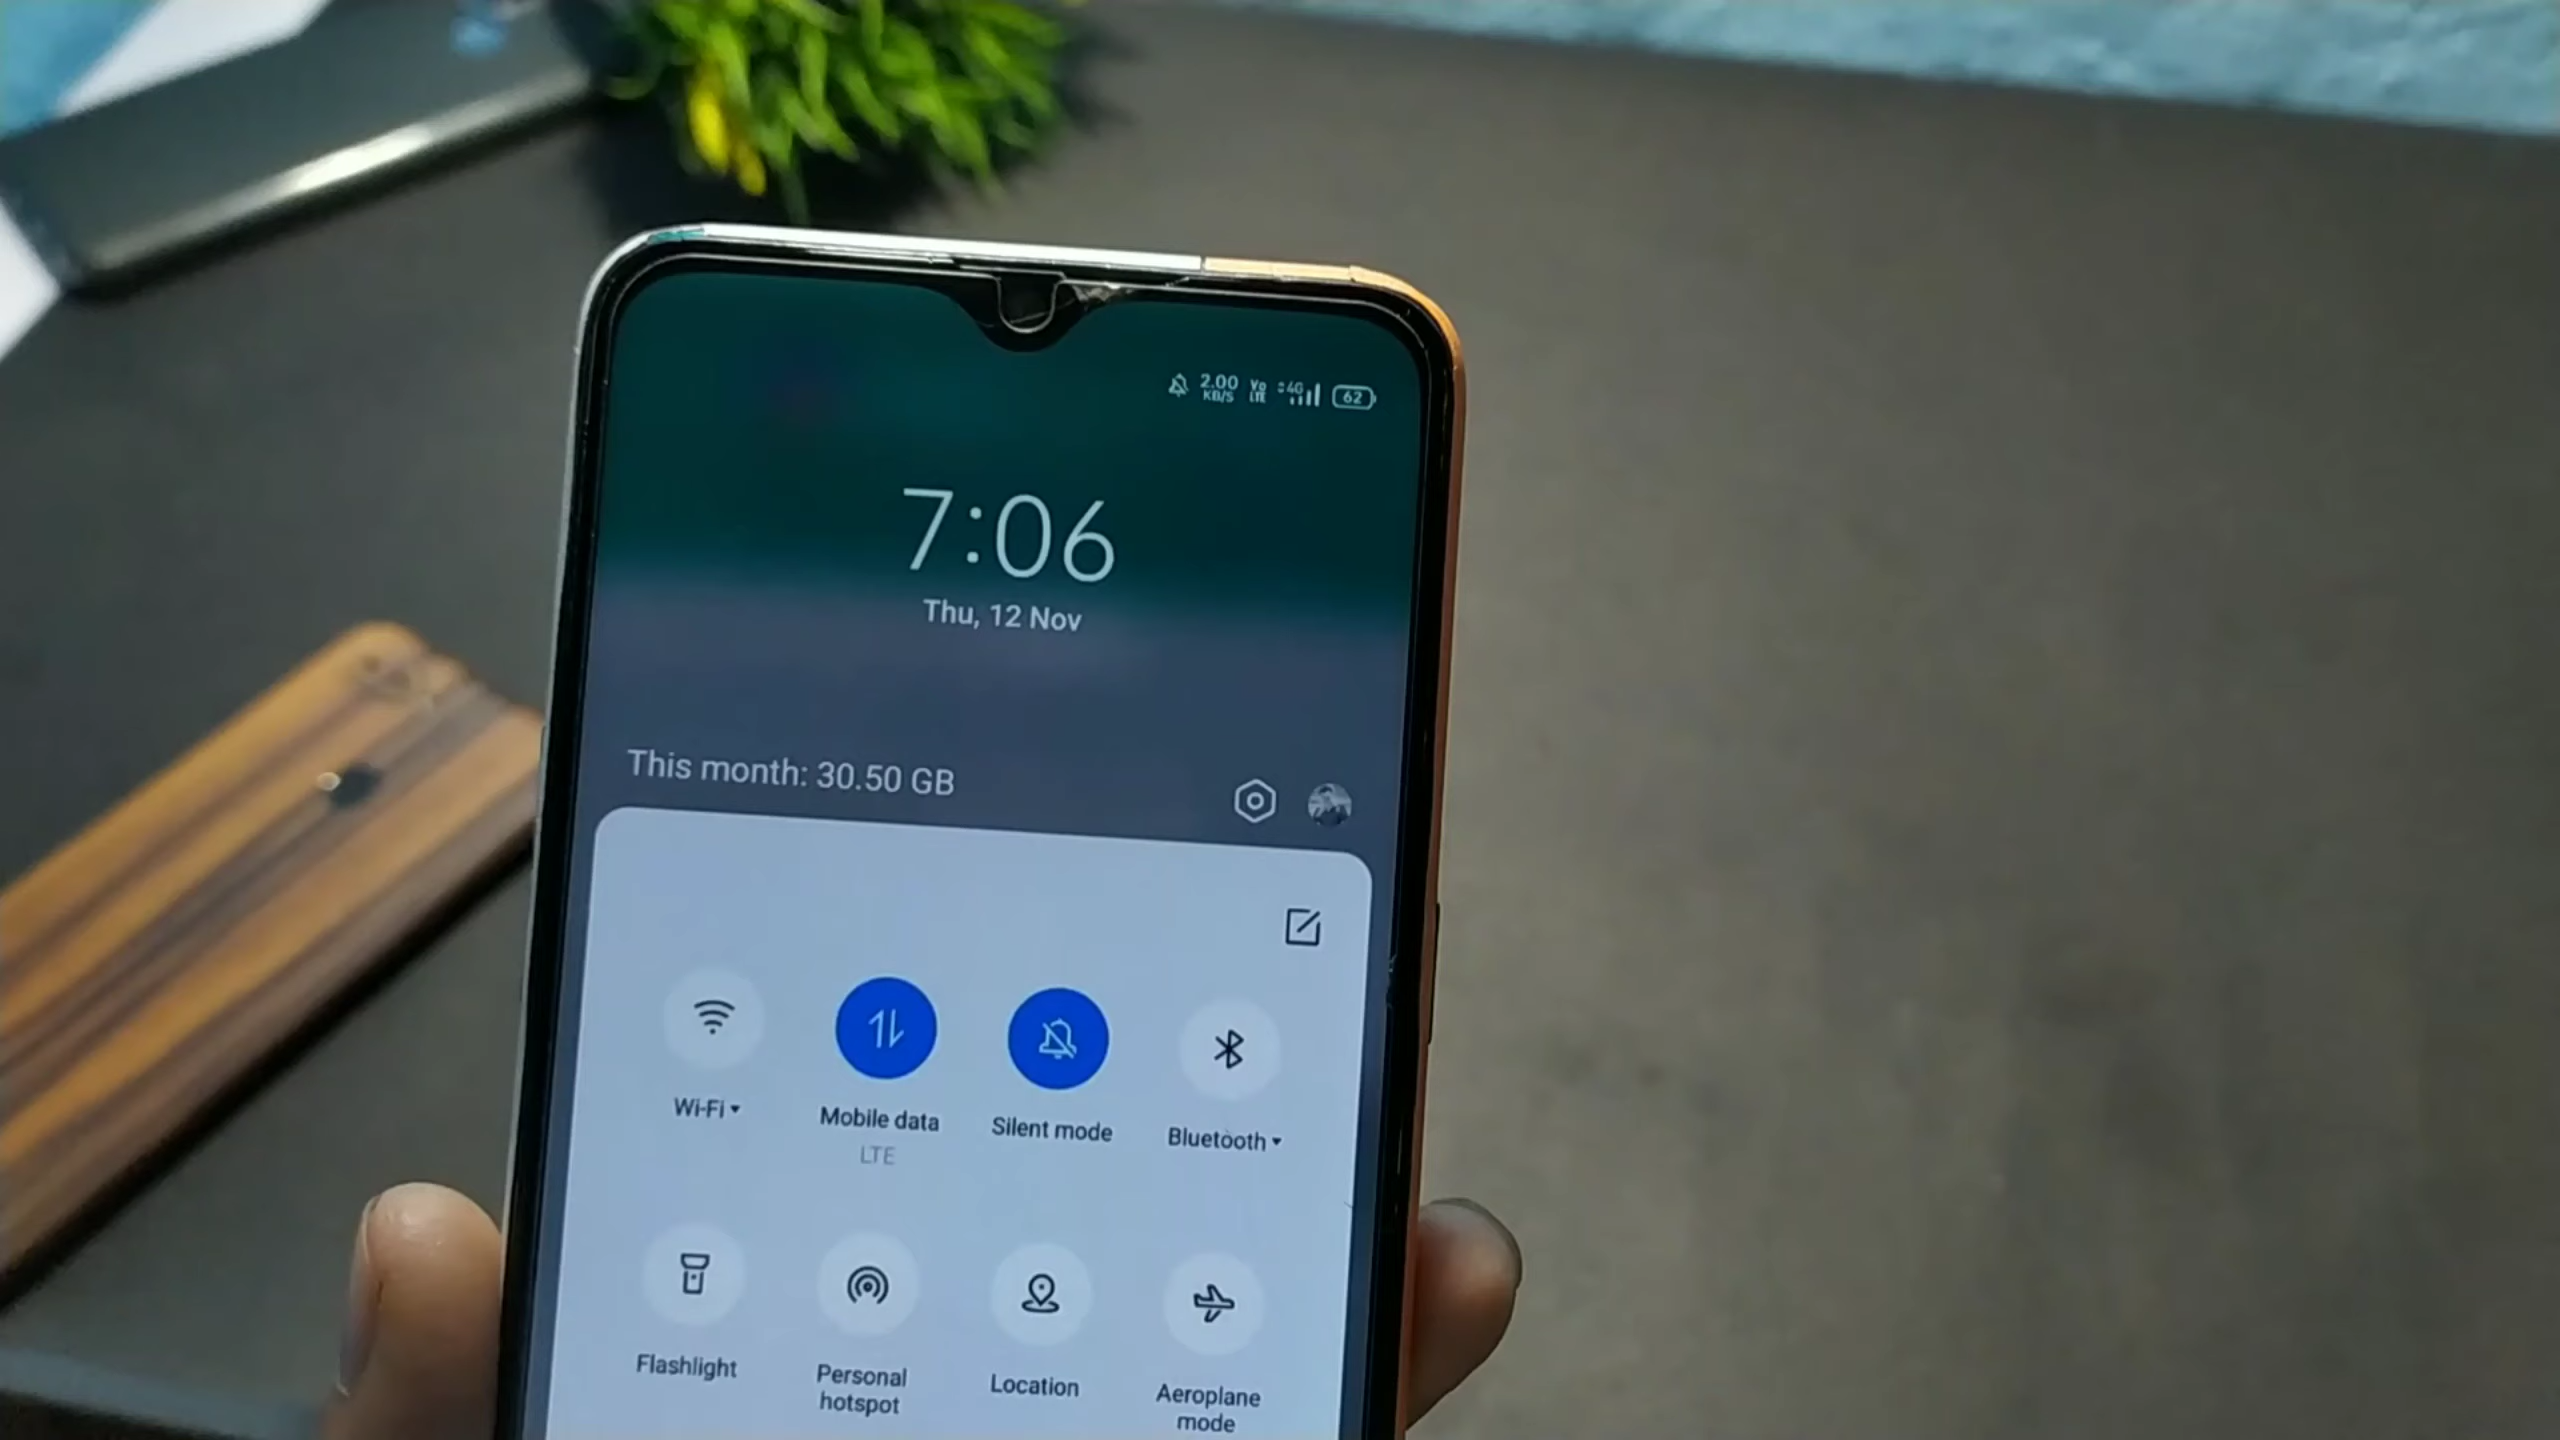 2.00
KB/S
Vo
LTE
4G
62
7:06
Thu, 12 Nov
This month: 30.50 GB
Wi-Fi
Mobile data
LTE
Silent mode
Bluetooth
Flashlight
Personal
hotspot
Location
Aeroplane
mode